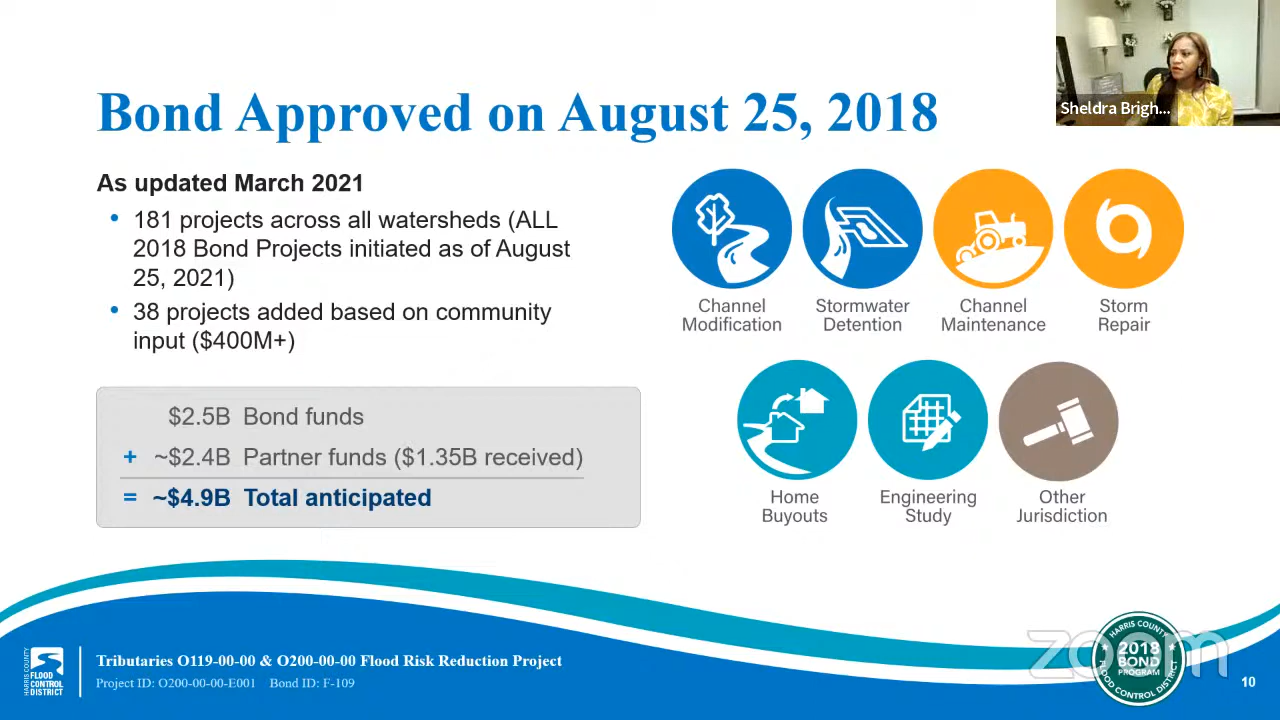 Sheldra Brigh...
Bond Approved on August 25, 2018
As updated March 2021
• 181 projects across all watersheds (ALL
2018 Bond Projects initiated as of August
25, 2021)
• 38 projects added based on community
input ($400M+)
$2.5B Bond funds
+ ~$2.4B Partner funds ($1.35B received)
= ~$4.9B Total anticipated
Channel
Modification
Stormwater
Detention
Channel
Maintenance
Storm
Repair
Home
Buyouts
Engineering
Study
Other
Jurisdiction
HARRIS COUNTY
FLOOD
CONTROL
DISTRICT
Tributaries O119-00-00 & O200-00-00 Flood Risk Reduction Project
Project ID: O200-00-00-E001 Bond ID: F-109
HARRIS COUNTY
2018
BOND
PROGRAM
FLOOD CONTROL DISTRICT
zoom
10